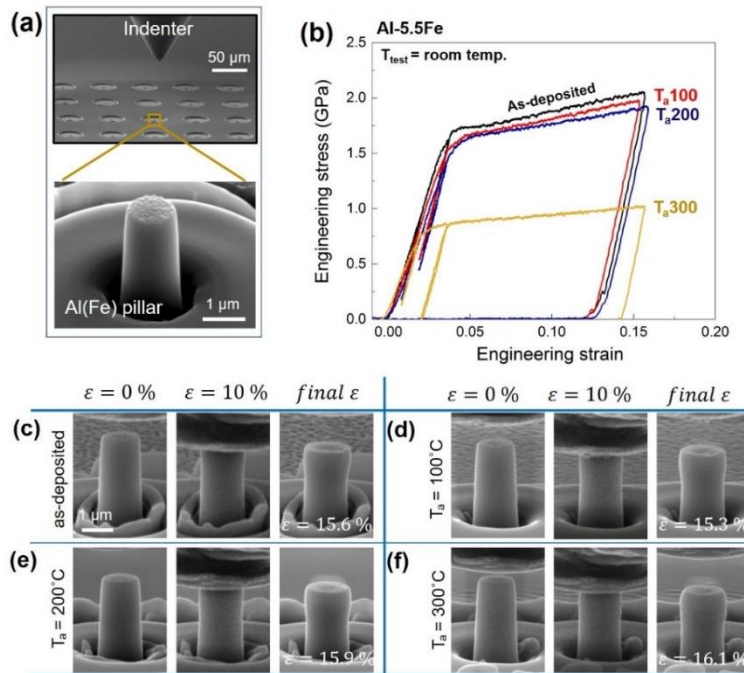 (a)
Indenter
50 µm
Al(Fe) pillar
1 µm
(b)
Al-5.5Fe
T_test = room temp.
As-deposited
T_a100
T_a200
T_a300
Engineering stress (GPa)
2.5
2.0
1.5
1.0
0.5
0.0
0.05
0.10
0.15
0.20
Engineering strain
ε = 0 %
ε = 10 %
final ε
ε = 0 %
ε = 10 %
final ε
(c)
as-deposited
1 µm
ε = 15.6 %
(d)
T_a = 100°C
ε = 15.3 %
(e)
T_a = 200°C
ε = 15.9 %
(f)
T_a = 300°C
ε = 16.1 %